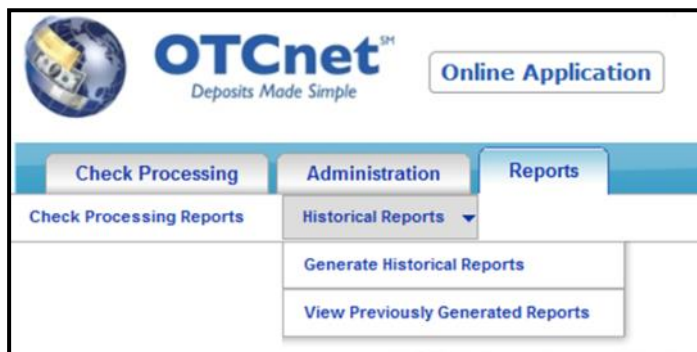 OTCnet℠
Deposits Made Simple
Online Application
Check Processing
Administration
Reports
Check Processing Reports
Historical Reports
Generate Historical Reports
View Previously Generated Reports